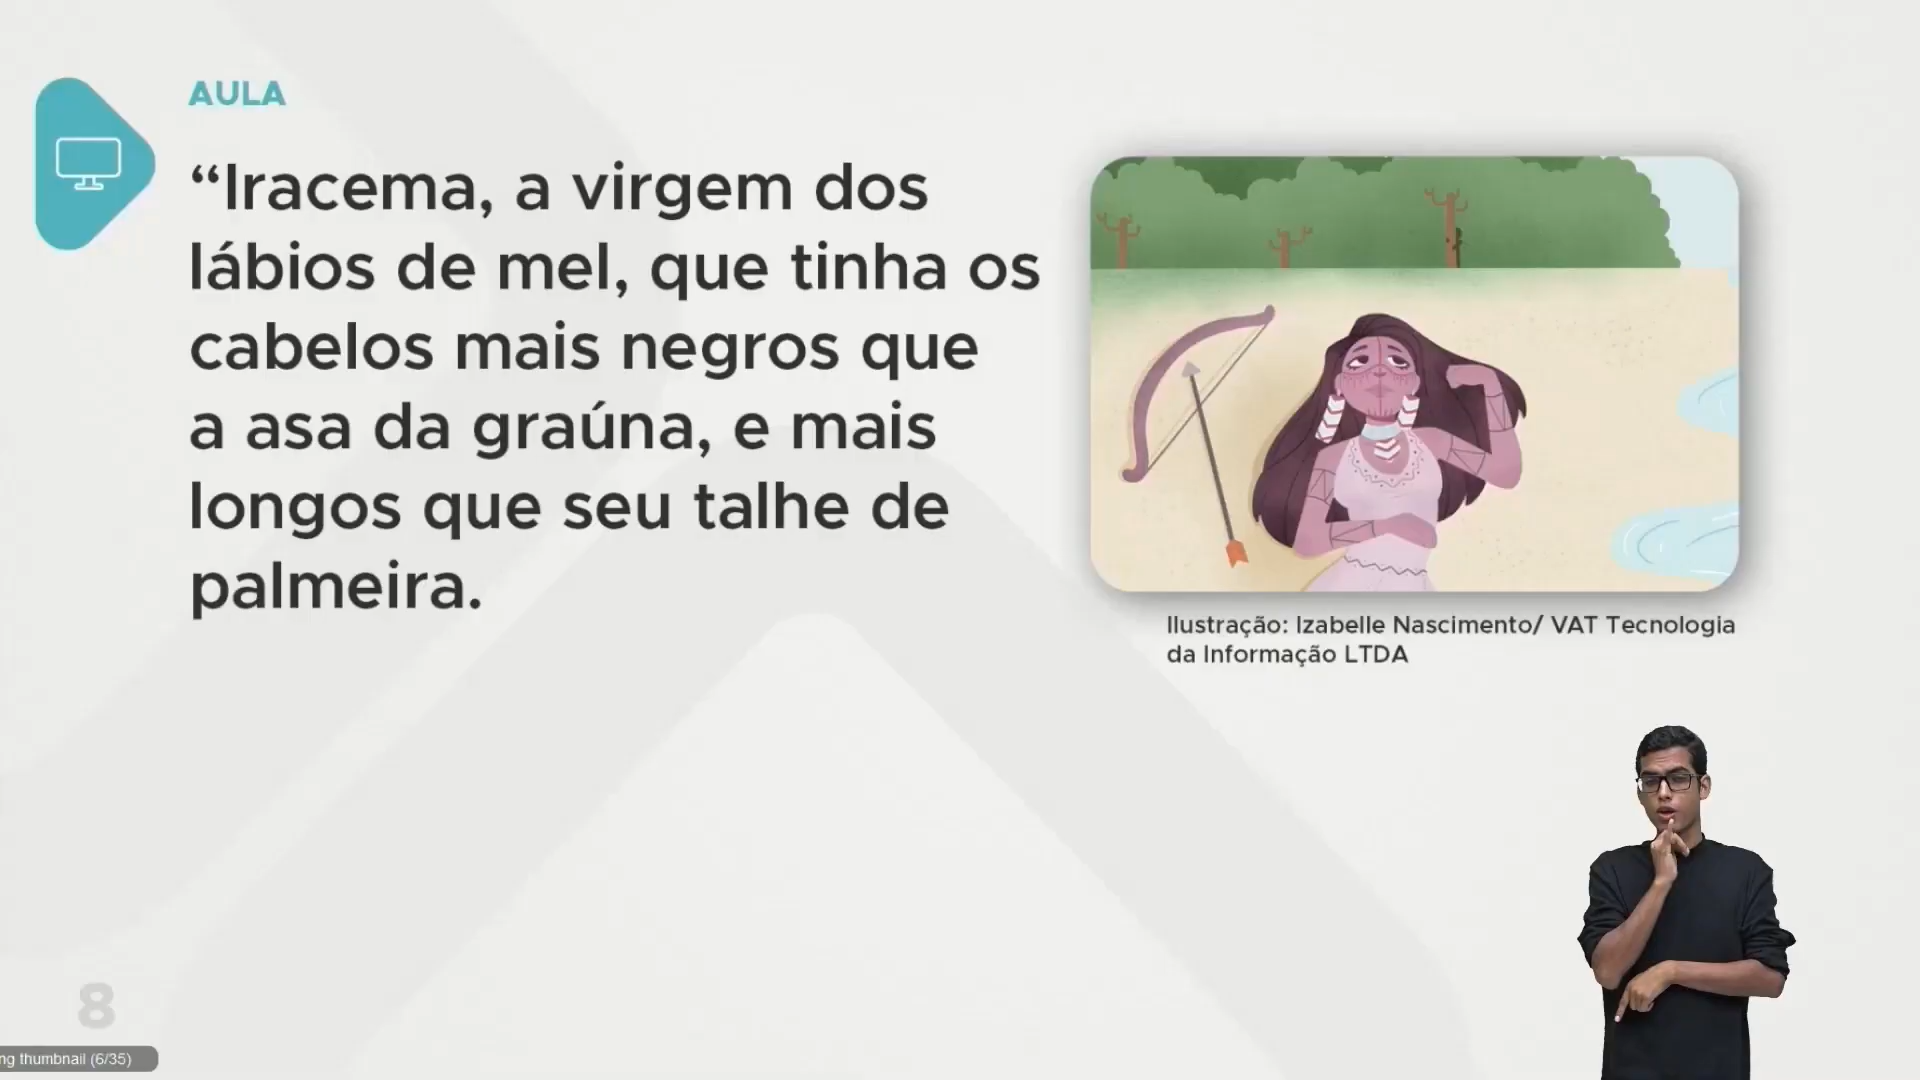 AULA
“Iracema, a virgem dos
lábios de mel, que tinha os
cabelos mais negros que
a asa da graúna, e mais
longos que seu talhe de
palmeira.
Ilustração: Izabelle Nascimento/ VAT Tecnologia
da Informação LTDA
8
ng thumbnail (6/35)